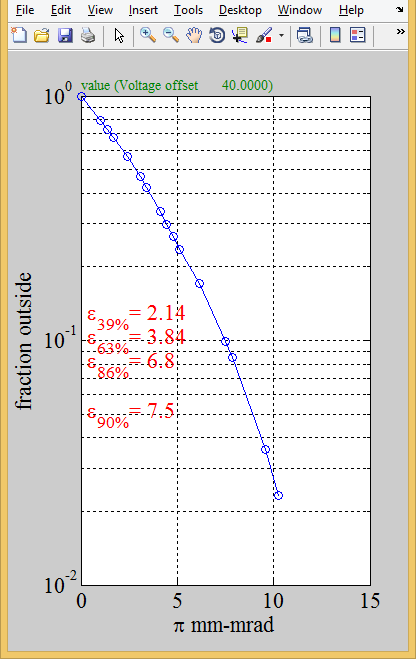 File Edit View Insert Tools Desktop Window Help
value (Voltage offset 40.0000)
10^0
ε39% = 2.14
10^-1
ε63% = 3.84
ε86% = 6.8
ε90% = 7.5
fraction outside
10^-2
0 5 10 15
π mm-mrad